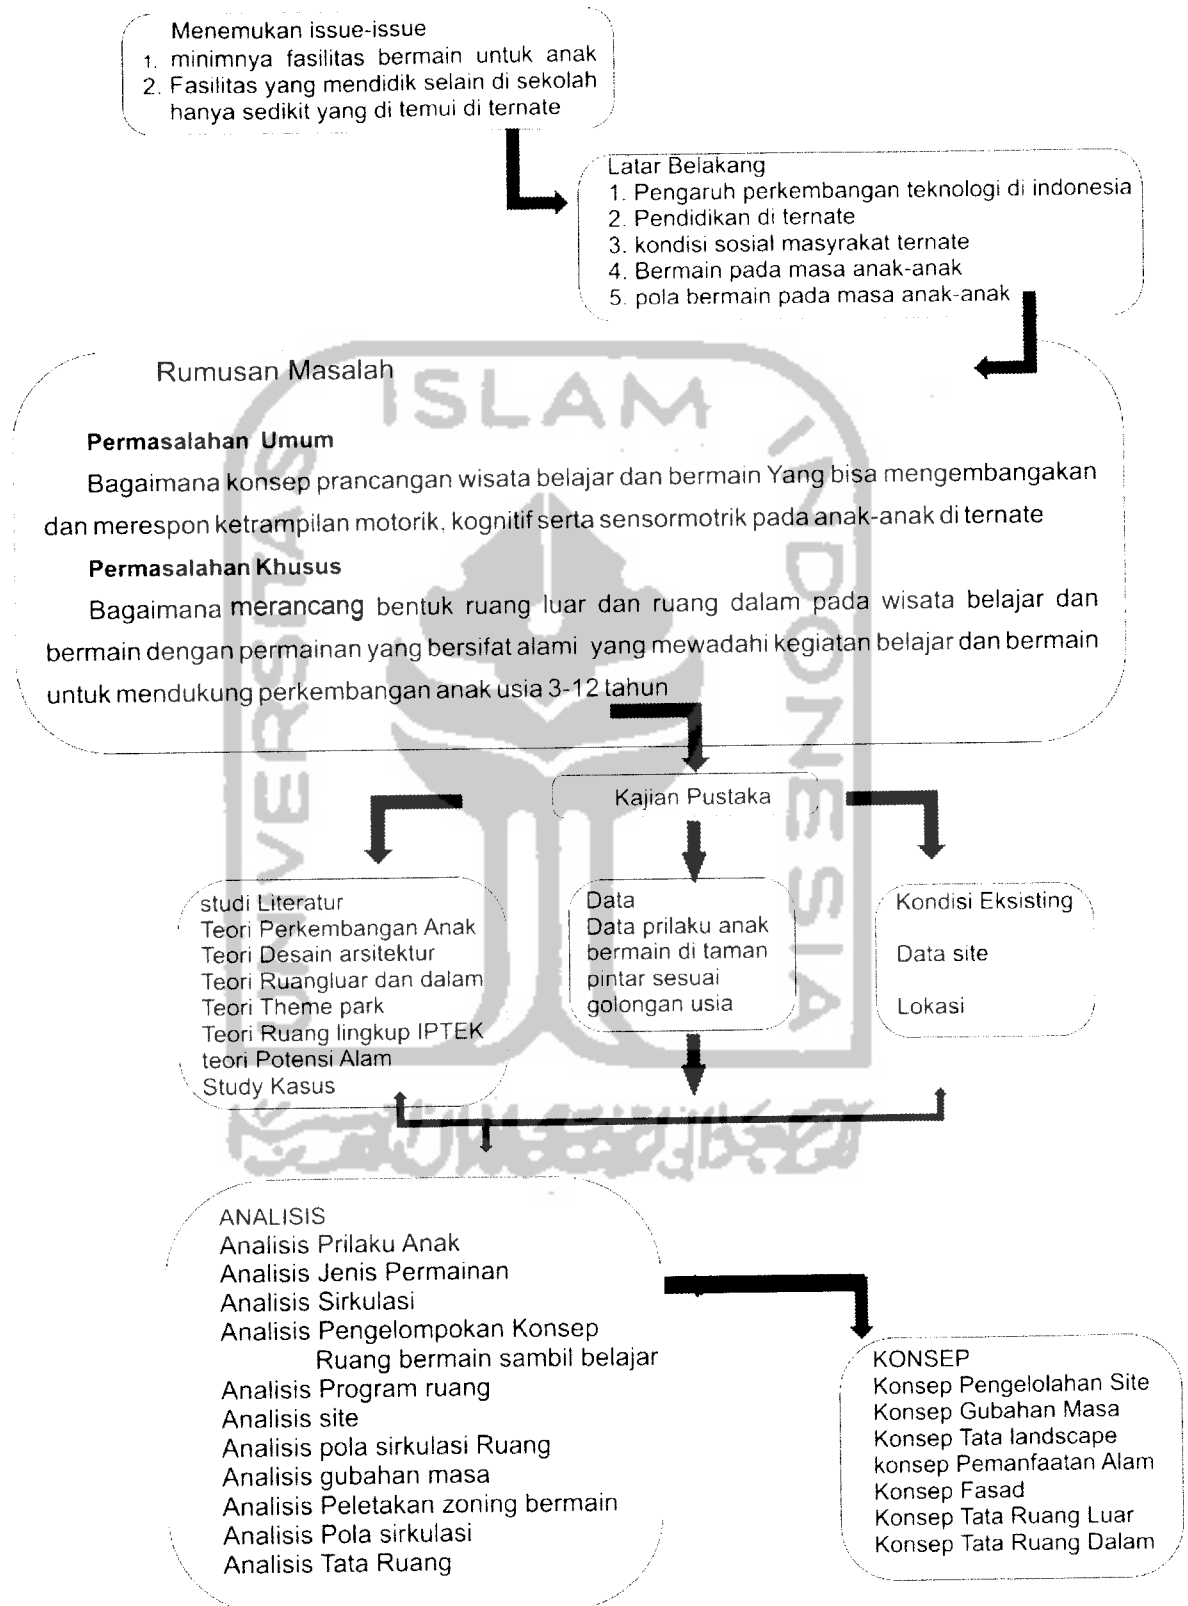 Menemukan issue-issue
1. minimnya fasilitas bermain untuk anak
2. Fasilitas yang mendidik selain di sekolah
hanya sedikit yang di temui di ternate
Latar Belakang
1. Pengaruh perkembangan teknologi di indonesia
2. Pendidikan di ternate
3. kondisi sosial masyrakat ternate
4. Bermain pada masa anak-anak
5. pola bermain pada masa anak-anak
Rumusan Masalah
Permasalahan Umum
Bagaimana konsep prancangan wisata belajar dan bermain Yang bisa mengembangakan
dan merespon ketrampilan motorik, kognitif serta sensormotrik pada anak-anak di ternate
Permasalahan Khusus
Bagaimana merancang bentuk ruang luar dan ruang dalam pada wisata belajar dan
bermain dengan permainan yang bersifat alami yang mewadahi kegiatan belajar dan bermain
untuk mendukung perkembangan anak usia 3-12 tahun
Kajian Pustaka
studi Literatur
Teori Perkembangan Anak
Teori Desain arsitektur
Teori Ruangluar dan dalam
Teori Theme park
Teori Ruang lingkup IPTEK
teori Potensi Alam
Study Kasus
Data
Data prilaku anak
bermain di taman
pintar sesuai
golongan usia
Kondisi Eksisting
Data site
Lokasi
ANALISIS
Analisis Prilaku Anak
Analisis Jenis Permainan
Analisis Sirkulasi
Analisis Pengelompokan Konsep
Ruang bermain sambil belajar
Analisis Program ruang
Analisis site
Analisis pola sirkulasi Ruang
Analisis gubahan masa
Analisis Peletakan zoning bermain
Analisis Pola sirkulasi
Analisis Tata Ruang
KONSEP
Konsep Pengelolahan Site
Konsep Gubahan Masa
Konsep Tata landscape
konsep Pemanfaatan Alam
Konsep Fasad
Konsep Tata Ruang Luar
Konsep Tata Ruang Dalam
UNIVERSITAS
ISLAM
INDONESIA